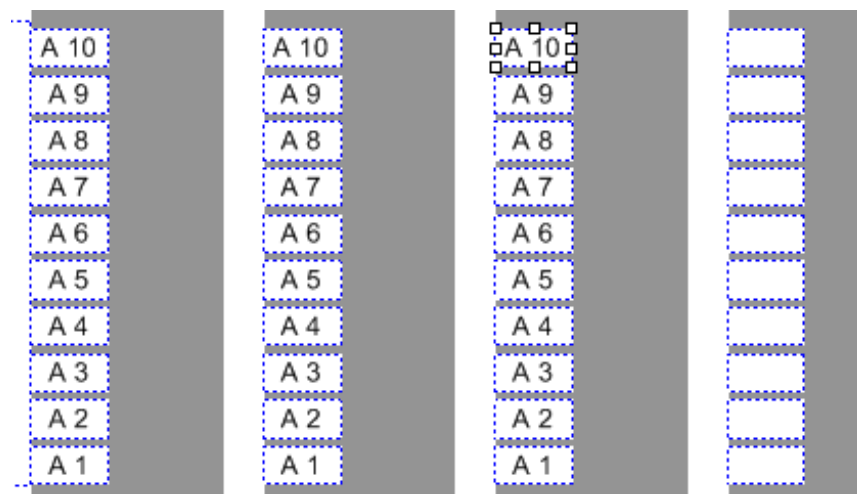 A 10 A 10 A 10
A 9 A 9 A 9
A 8 A 8 A 8
A 7 A 7 A 7
A 6 A 6 A 6
A 5 A 5 A 5
A 4 A 4 A 4
A 3 A 3 A 3
A 2 A 2 A 2
A 1 A 1 A 1